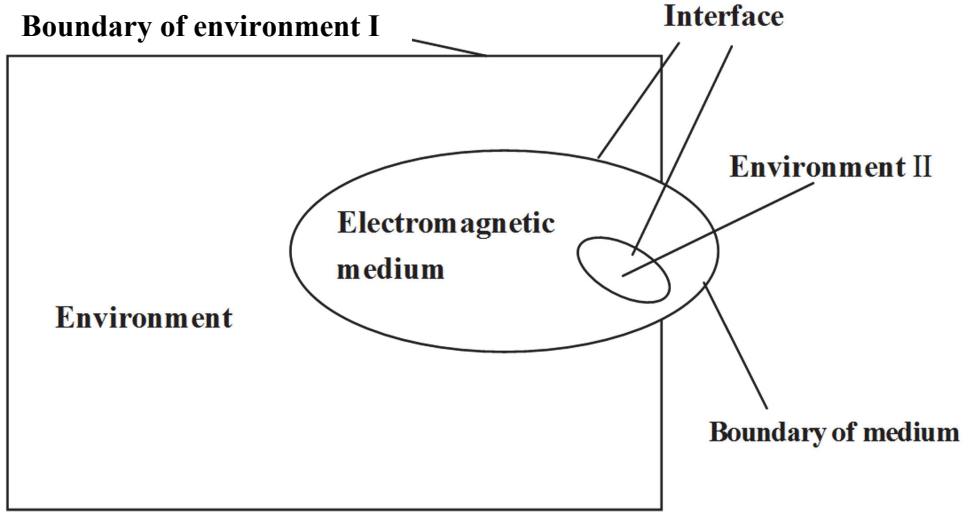 Boundary of environment I
Interface
Environment Ⅱ
Electromagnetic
medium
Environment
Boundary of medium